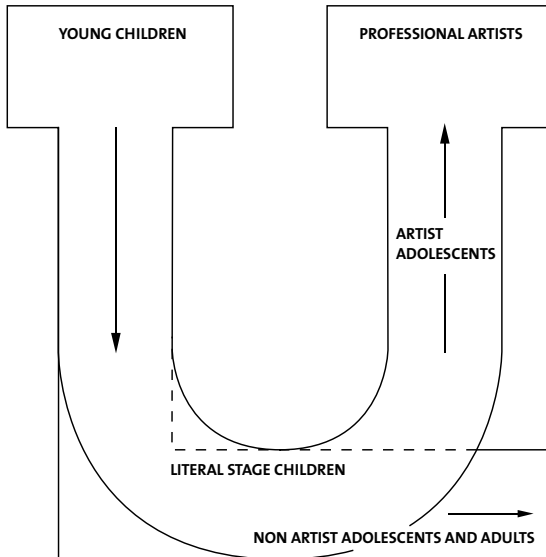 YOUNG CHILDREN
PROFESSIONAL ARTISTS
ARTIST
ADOLESCENTS
LITERAL STAGE CHILDREN
NON ARTIST ADOLESCENTS AND ADULTS